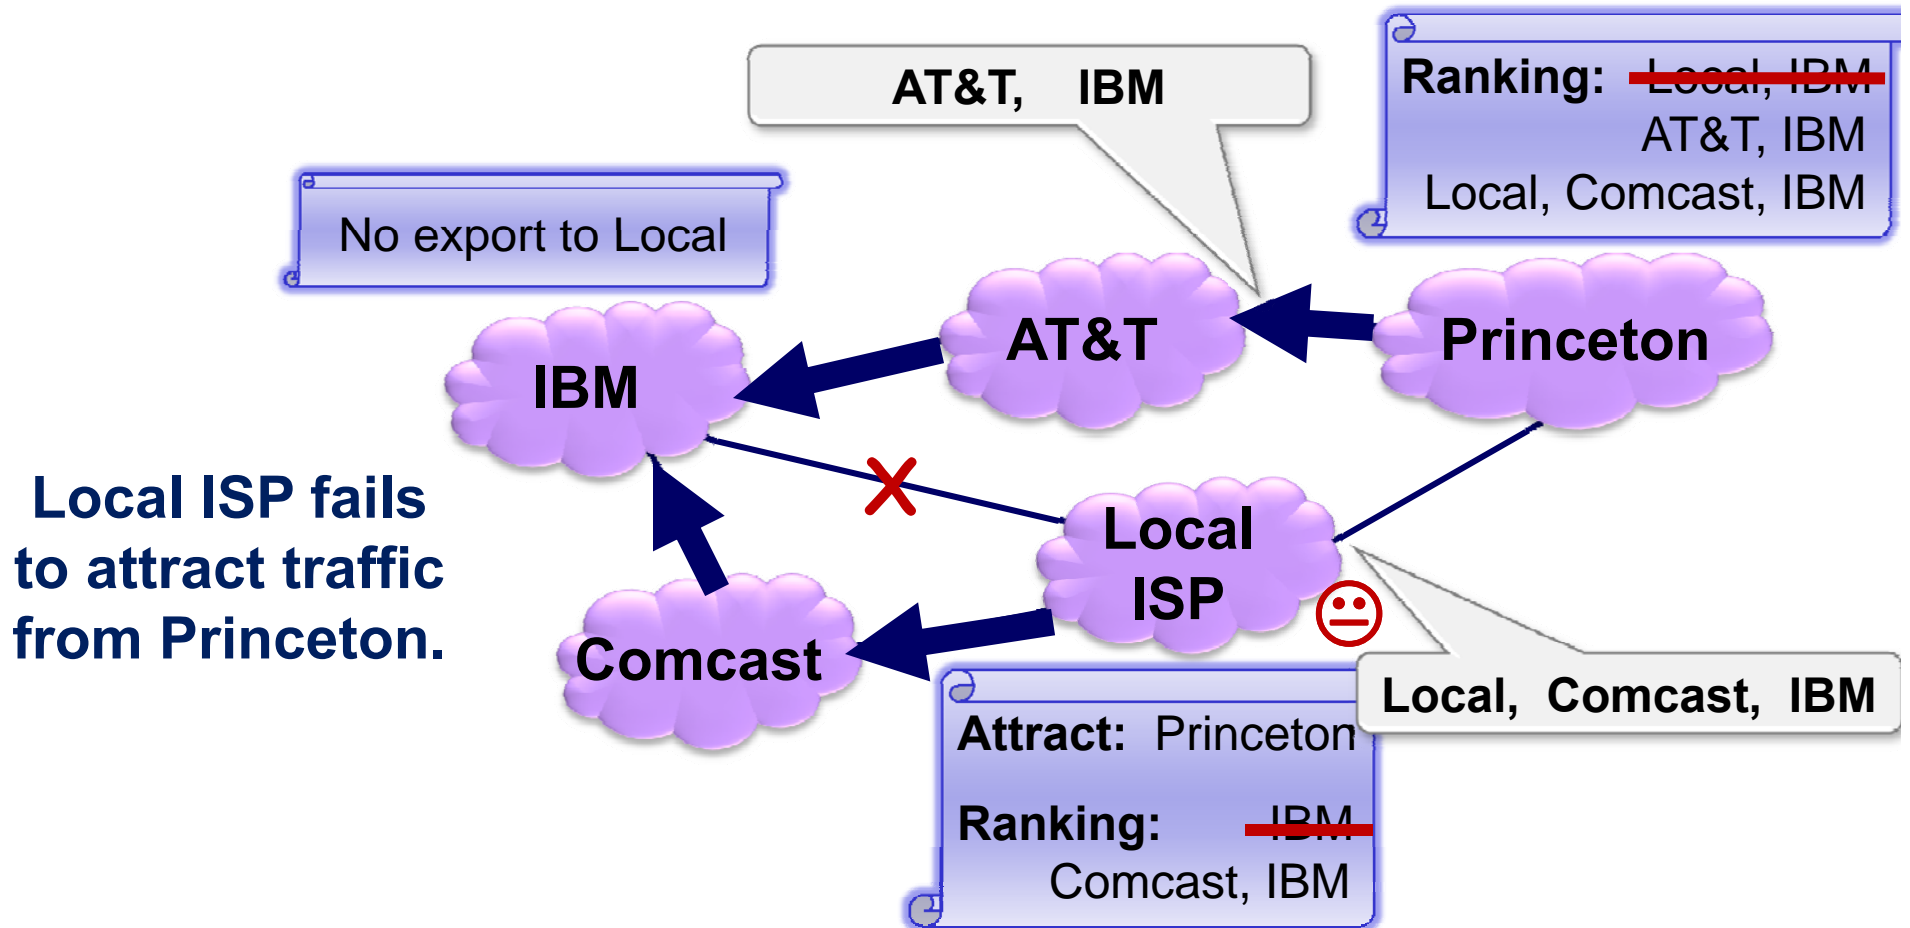 AT&T, IBM
Ranking: Local, IBM
AT&T, IBM
Local, Comcast, IBM
No export to Local
AT&T
Princeton
IBM
Local ISP fails
to attract traffic
from Princeton.
Local
ISP
Comcast
Local, Comcast, IBM
Attract: Princeton
Ranking: IBM
Comcast, IBM